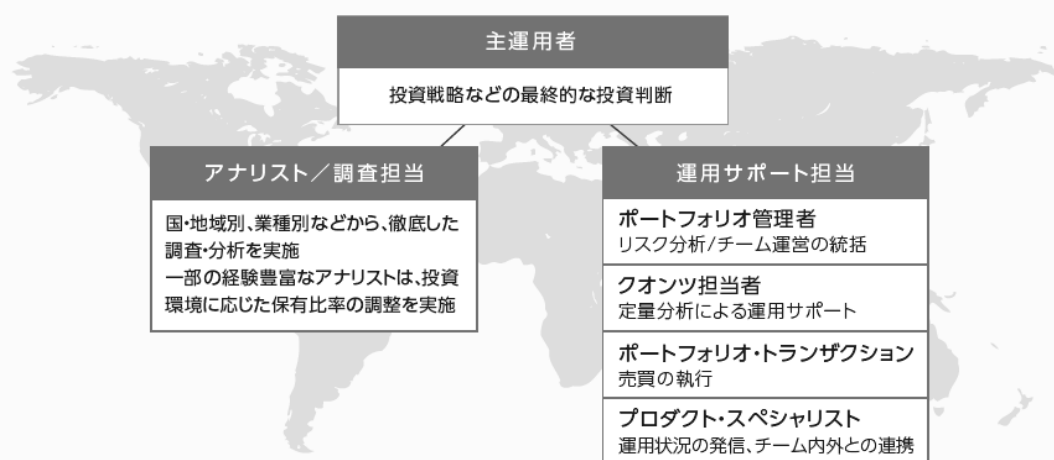 主運用者
投資戦略などの最終的な投資判断
アナリスト／調査担当
国・地域別、業種別などから、徹底した
調査・分析を実施
一部の経験豊富なアナリストは、投資
環境に応じた保有比率の調整を実施
運用サポート担当
ポートフォリオ管理者
リスク分析/チーム運営の統括
クオンツ担当者
定量分析による運用サポート
ポートフォリオ・トランザクション
売買の執行
プロダクト・スペシャリスト
運用状況の発信、チーム内外との連携